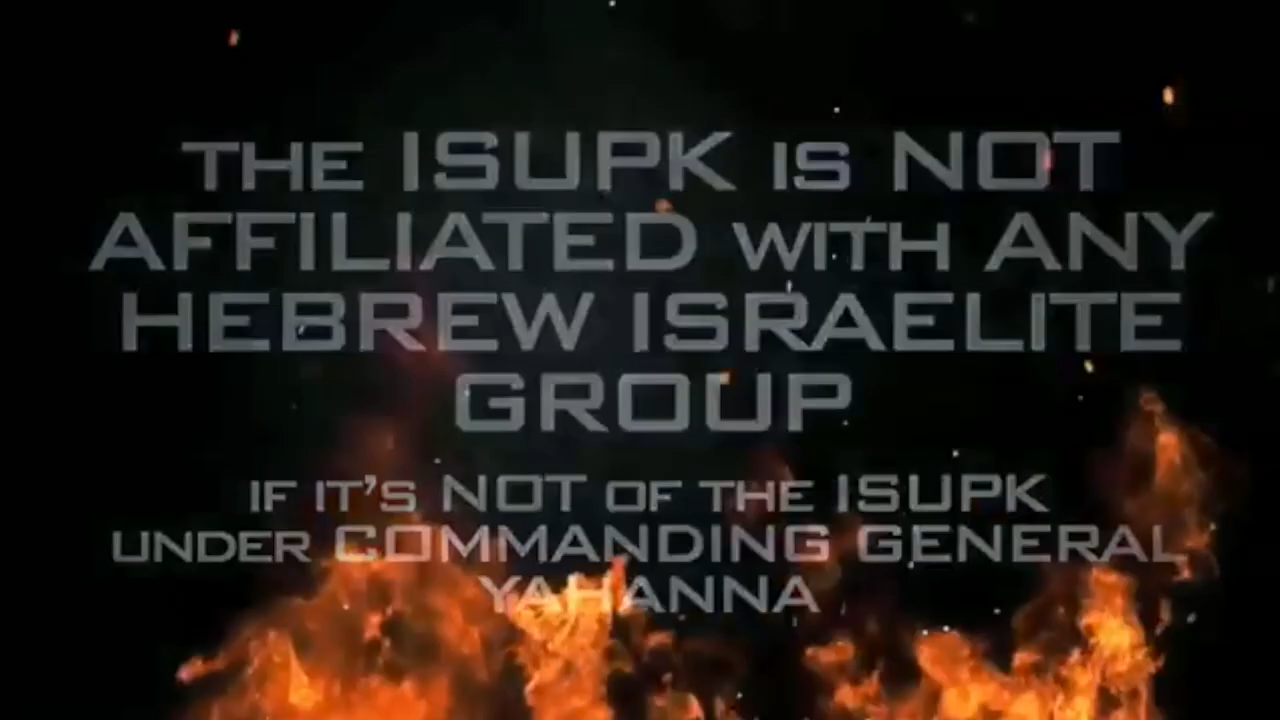 THE ISUPK IS NOT
AFFILIATED WITH ANY
HEBREW ISRAELITE
GROUP
IF IT'S NOT OF THE ISUPK
UNDER COMMANDING GENERAL
YAHANNA